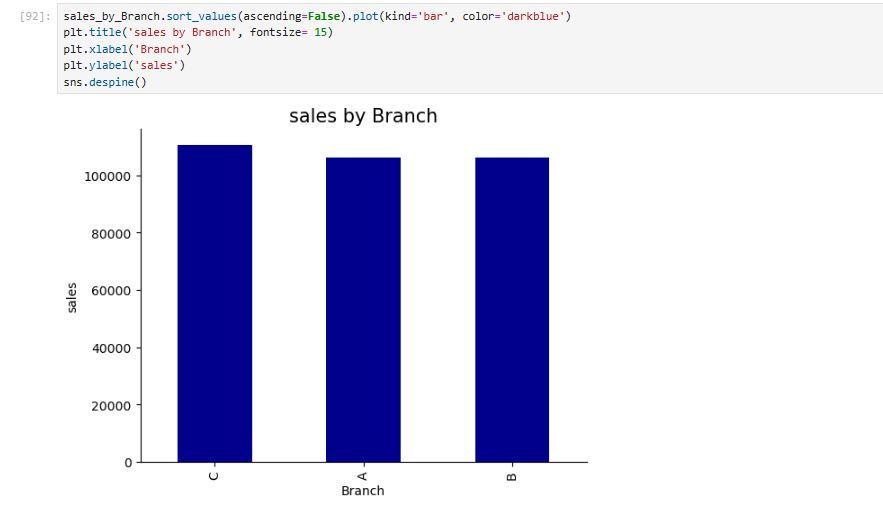 [92]: sales_by_Branch.sort_values(ascending=False).plot(kind='bar', color='darkblue')
plt.title('sales by Branch', fontsize= 15)
plt.xlabel('Branch')
plt.ylabel('sales')
sns.despine()
sales by Branch
100000
80000
60000
40000
20000
0
sales
C
A
B
Branch